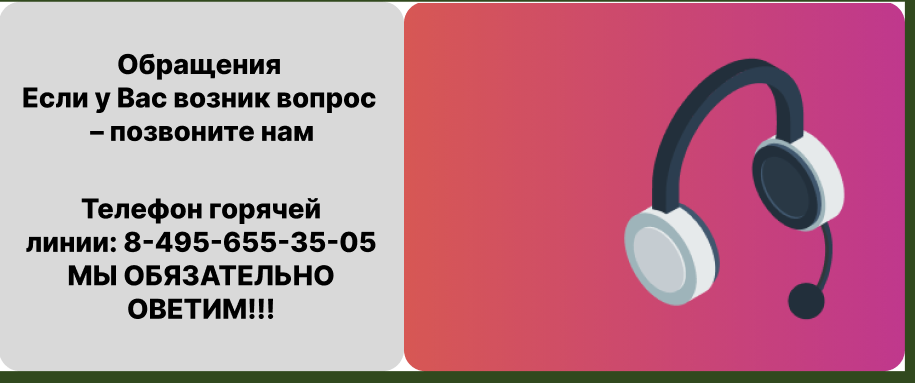 Обращения
Если у Вас возник вопрос
– позвоните нам
Телефон горячей
линии: 8-495-655-35-05
МЫ ОБЯЗАТЕЛЬНО
ОВЕТИМ!!!